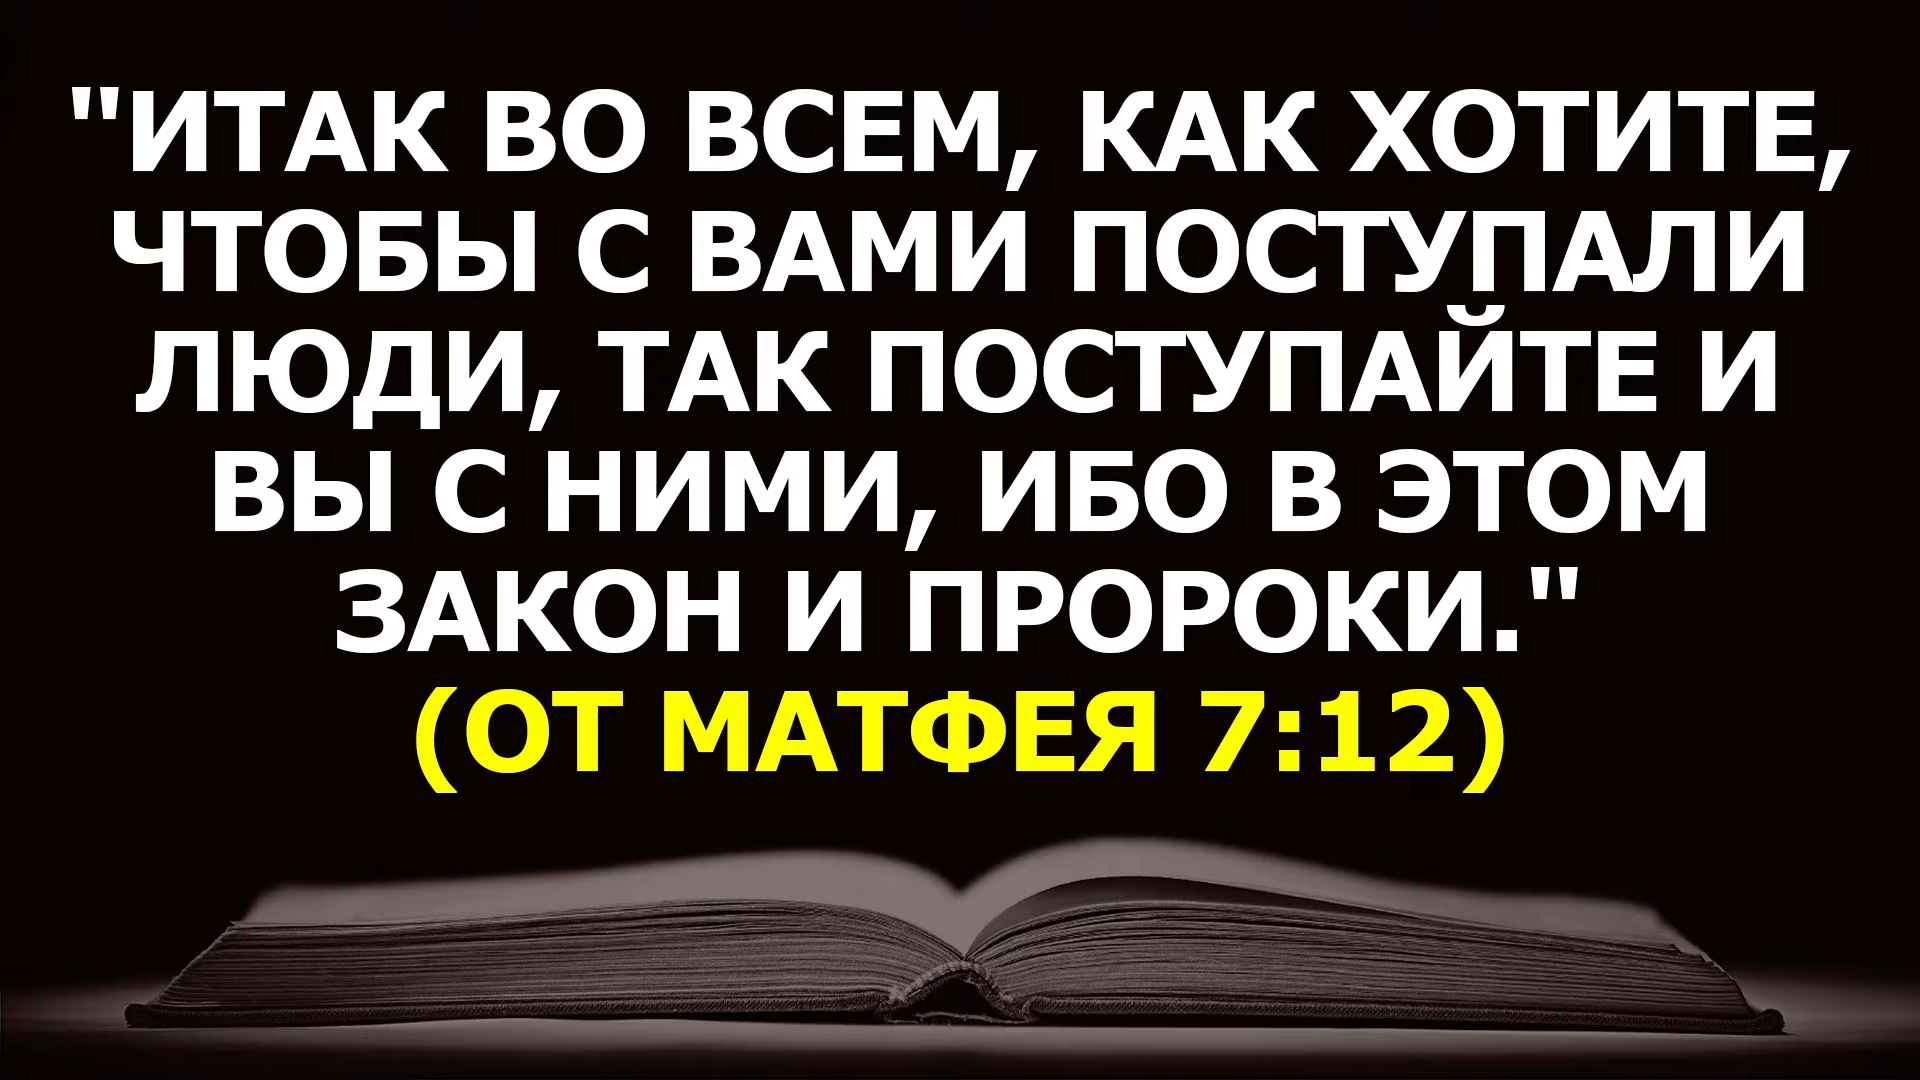 "ИТАК ВО ВСЕМ, КАК ХОТИТЕ,
ЧТОБЫ С ВАМИ ПОСТУПАЛИ
ЛЮДИ, ТАК ПОСТУПАЙТЕ И
ВЫ С НИМИ, ИБО В ЭТОМ
ЗАКОН И ПРОРОКИ."
(ОТ МАТФЕЯ 7:12)